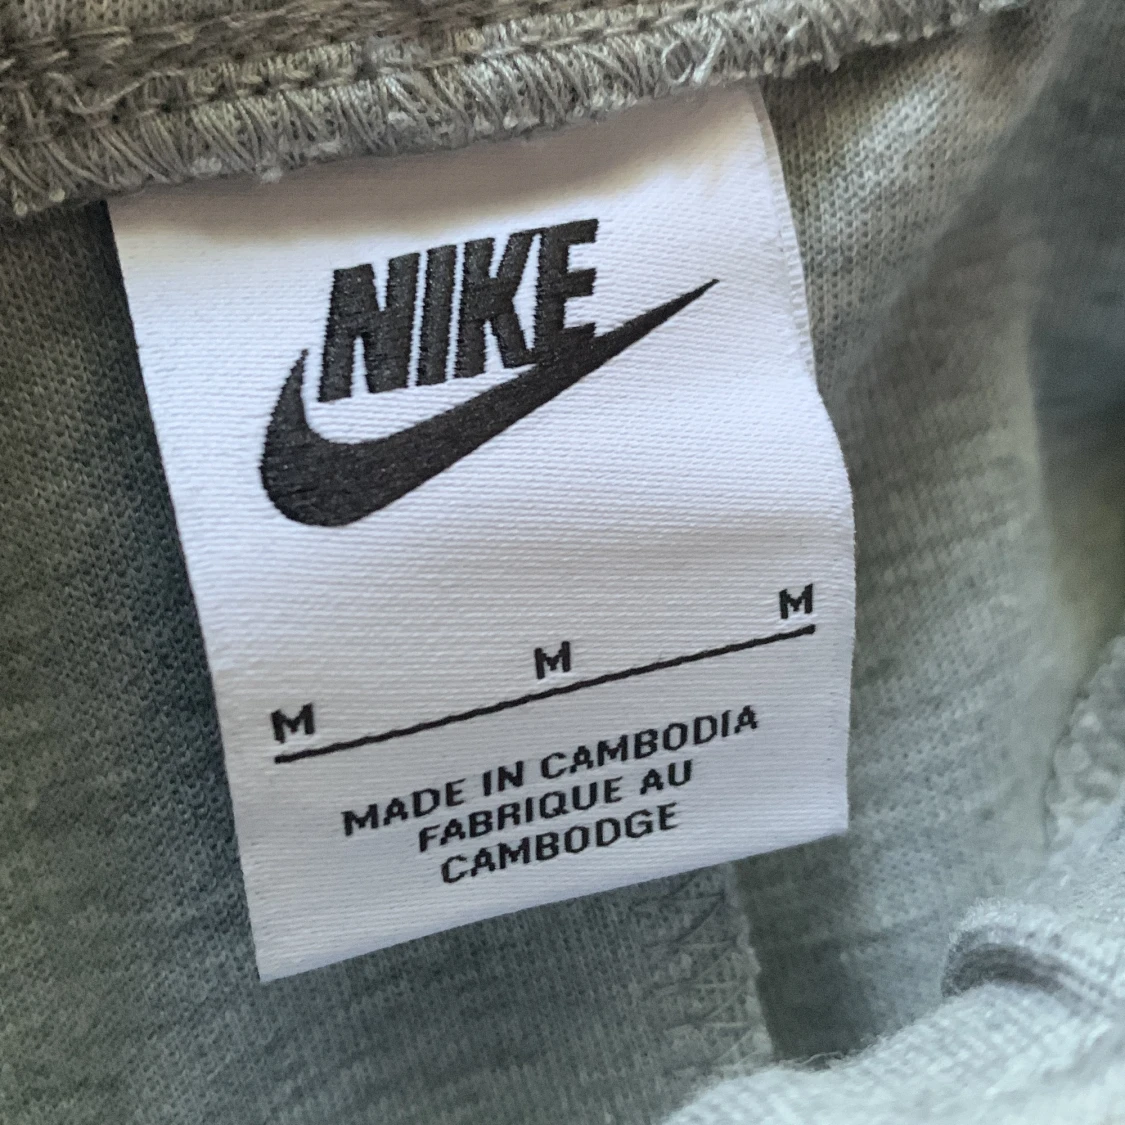 NIKE
M M M
MADE IN CAMBODIA
FABRIQUE AU
CAMBODGE